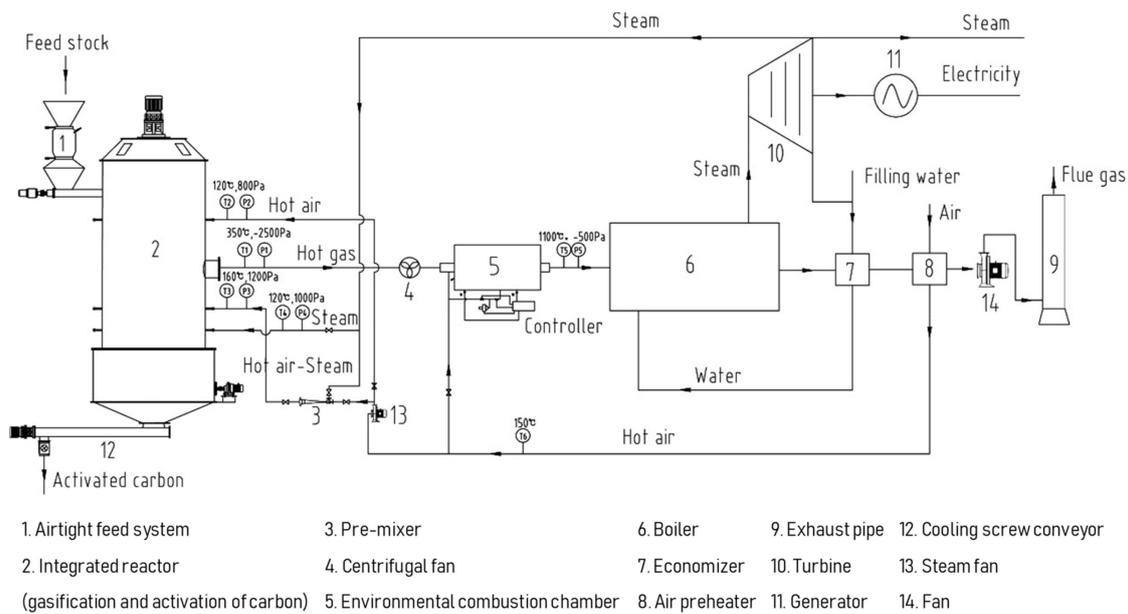 Steam
Steam
Feed stock
11
Electricity
1
10
Steam
Filling water
Flue gas
120℃,800Pa
T2 P2
Hot air
Air
350℃,-2500Pa
T1 P1
Hot gas
1100℃, -500Pa
T5 P5
2
4
5
6
7
8
9
14
160℃,1200Pa
T3 P3
120℃,1000Pa
T4 P4
Steam
Controller
Hot air-Steam
Water
3
13
150℃
T6
Hot air
12
Activated carbon
1. Airtight feed system
2. Integrated reactor
(gasification and activation of carbon)
3. Pre-mixer
4. Centrifugal fan
5. Environmental combustion chamber
6. Boiler
7. Economizer
8. Air preheater
9. Exhaust pipe
10. Turbine
11. Generator
12. Cooling screw conveyor
13. Steam fan
14. Fan